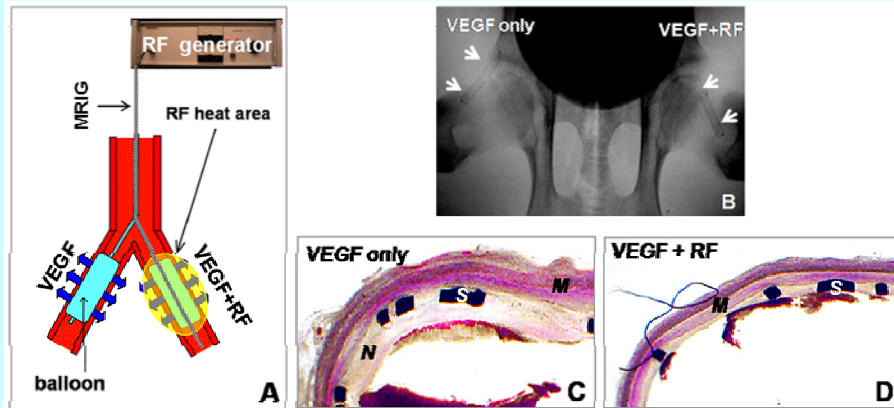 RF generator
MRIG
RF heat area
VEGF
VEGF+RF
balloon
A
VEGF only
VEGF+RF
B
VEGF only
M
S
N
C
VEGF + RF
M
S
D